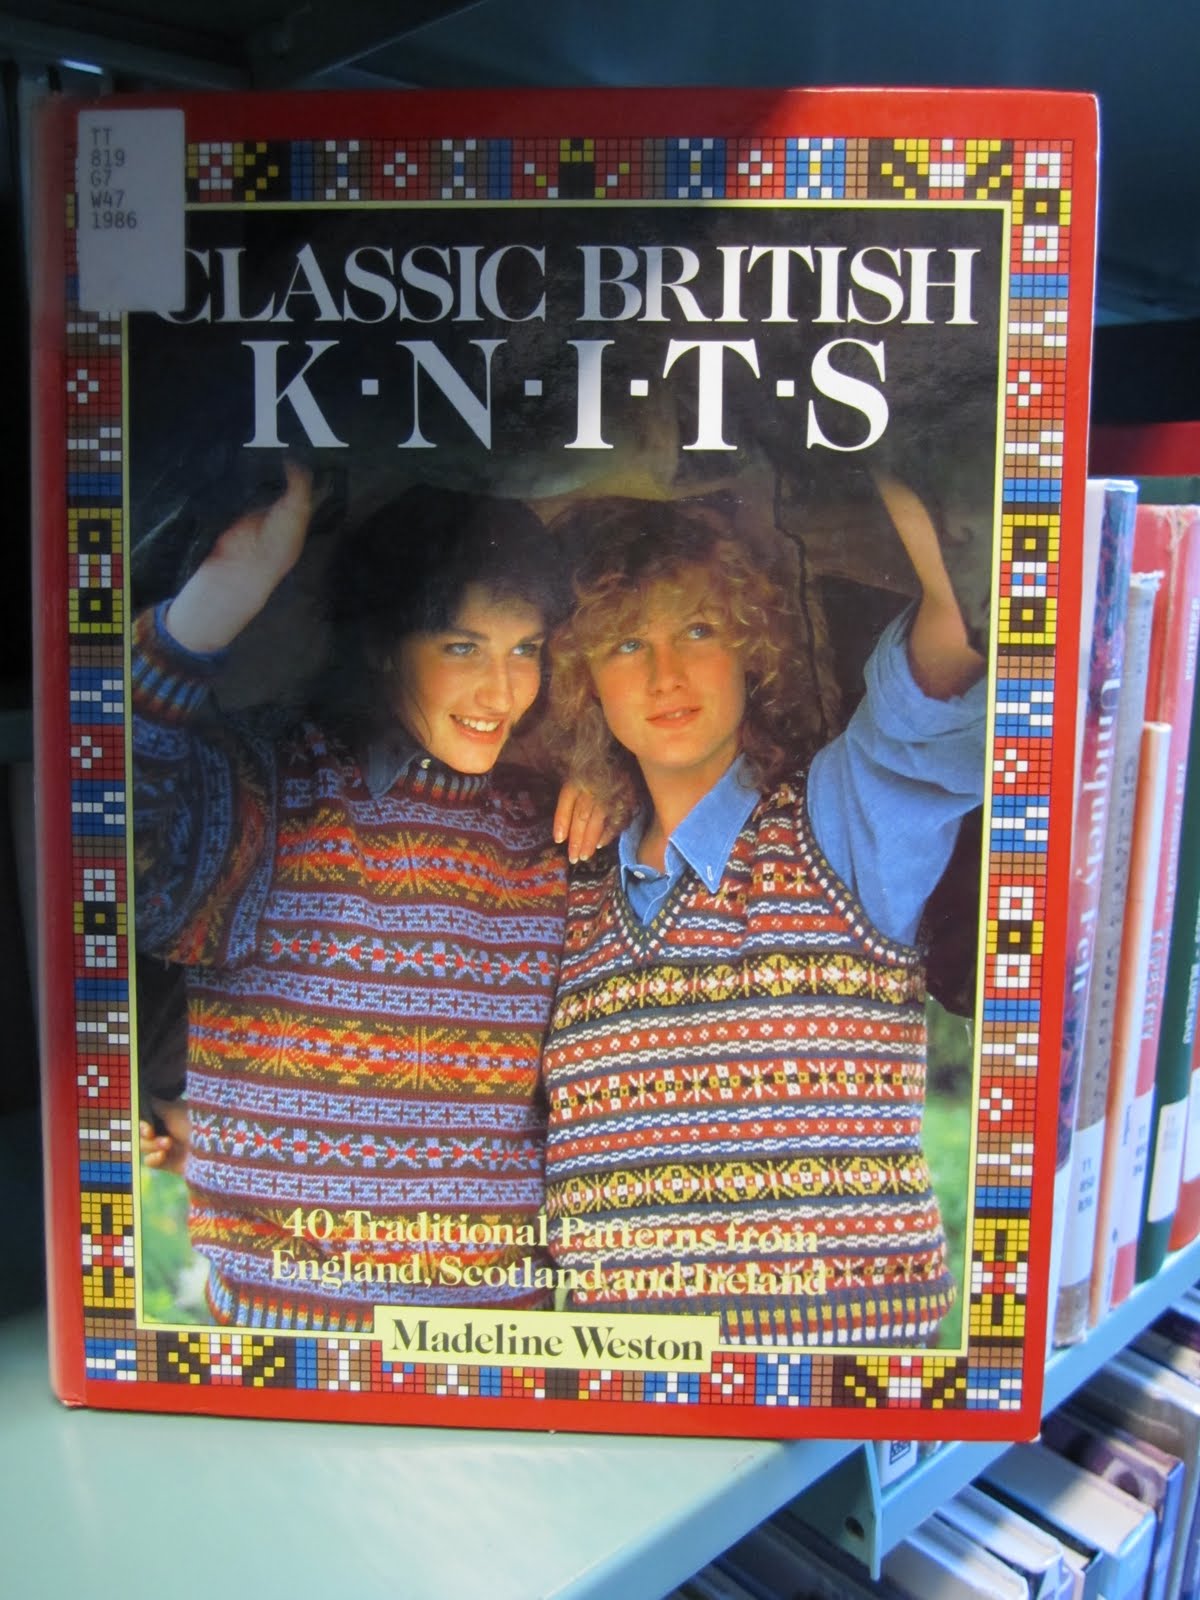 TT
819
G7
W47
1986
CLASSIC BRITISH
K·N·I·T·S
40 Traditional Patterns from
England, Scotland and Ireland
Madeline Weston